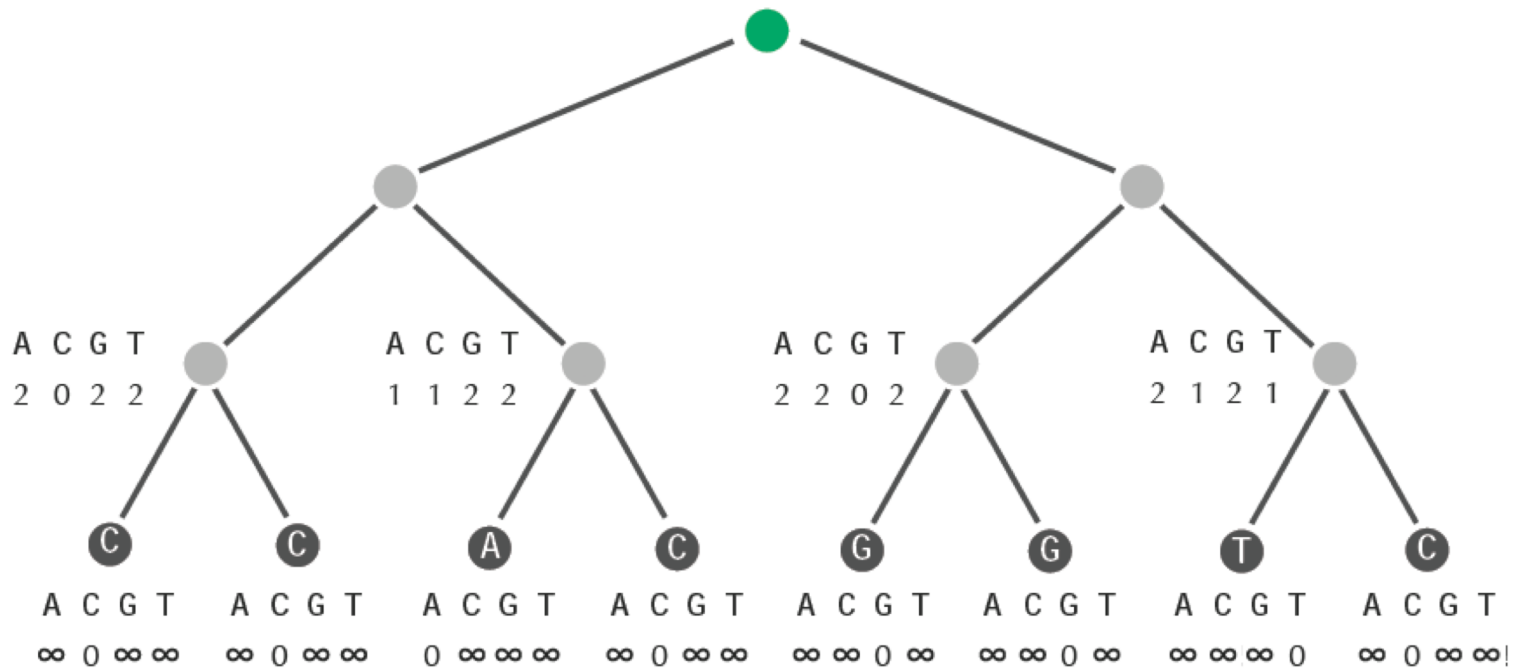 A C G T A C G T A C G T A C G T
2 0 2 2 1 1 2 2 2 2 0 2 2 1 2 1
C C A C G G T C
A C G T A C G T A C G T A C G T A C G T A C G T A C G T A C G T
∞ 0 ∞ ∞ ∞ 0 ∞ ∞ 0 ∞ ∞ ∞ ∞ 0 ∞ ∞ ∞ ∞ 0 ∞ ∞ ∞ 0 ∞ ∞ ∞ ∞ 0 ∞ 0 ∞ ∞!